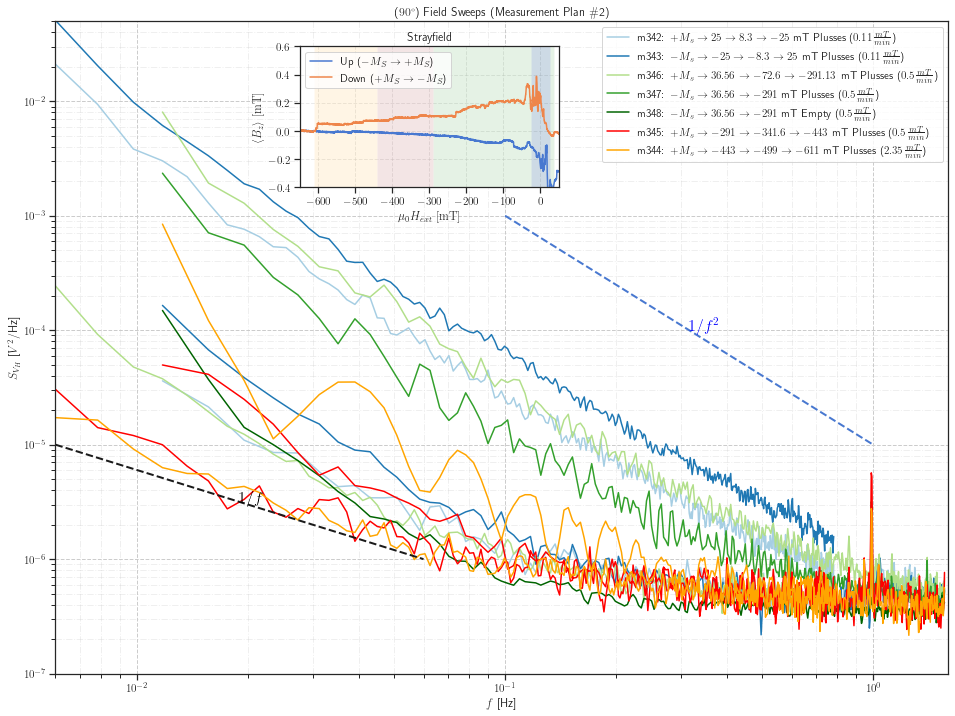 (90°) Field Sweeps (Measurement Plan #2)
m342: +M_s → 25 → 8.3 → −25 mT Plusses (0.11 mT/min)
m343: −M_s → −25 → −8.3 → 25 mT Plusses (0.11 mT/min)
m346: +M_s → 36.56 → −72.6 → −291.13 mT Plusses (0.5 mT/min)
m347: −M_s → 36.56 → −291 mT Plusses (0.5 mT/min)
m348: −M_s → 36.56 → −291 mT Empty (0.5 mT/min)
m345: +M_s → −291 → −341.6 → −443 mT Plusses (0.5 mT/min)
m344: +M_s → −443 → −499 → −611 mT Plusses (2.35 mT/min)
Strayfield
Up (−M_S → +M_S)
Down (+M_S → −M_S)
⟨B_z⟩ [mT]
0.6
0.4
0.2
0.0
−0.2
−0.4
−600 −500 −400 −300 −200 −100 0
μ_0H_ext [mT]
1/f²
1/f
S_{V_H} [V²/Hz]
10⁻²
10⁻³
10⁻⁴
10⁻⁵
10⁻⁶
10⁻⁷
10⁻² 10⁻¹ 10⁰
f [Hz]